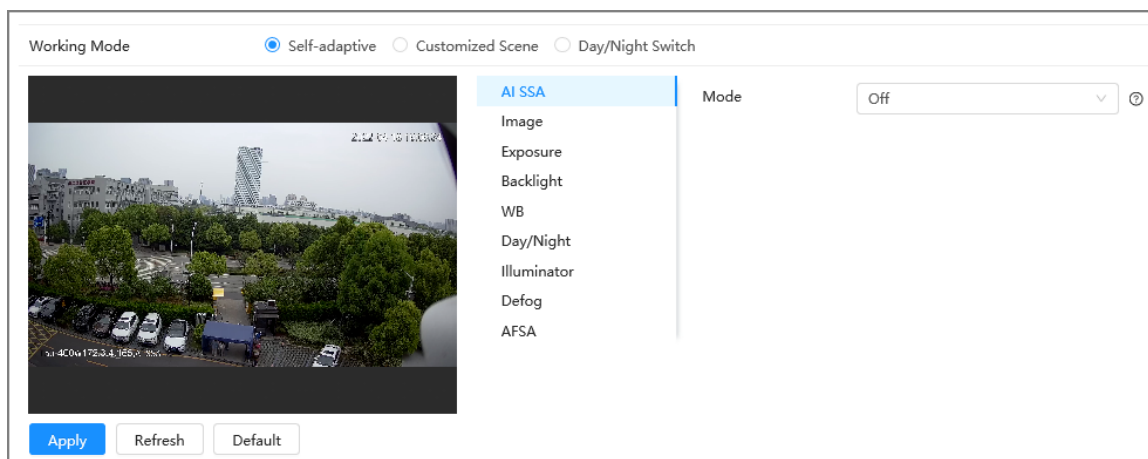 Working Mode Self-adaptive Customized Scene Day/Night Switch
AI SSA
Mode Off
Image
Exposure
Backlight
WB
Day/Night
Illuminator
Defog
AFSA
Apply Refresh Default